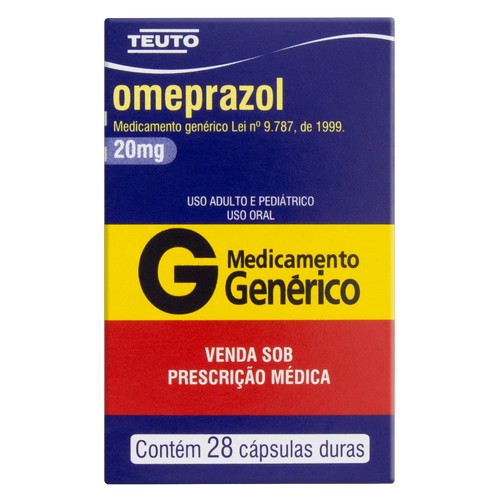 TEUTO
omeprazol
Medicamento genérico Lei nº 9.787, de 1999.
20mg
USO ADULTO E PEDIÁTRICO
USO ORAL
G Medicamento
Genérico
VENDA SOB
PRESCRIÇÃO MÉDICA
Contém 28 cápsulas duras